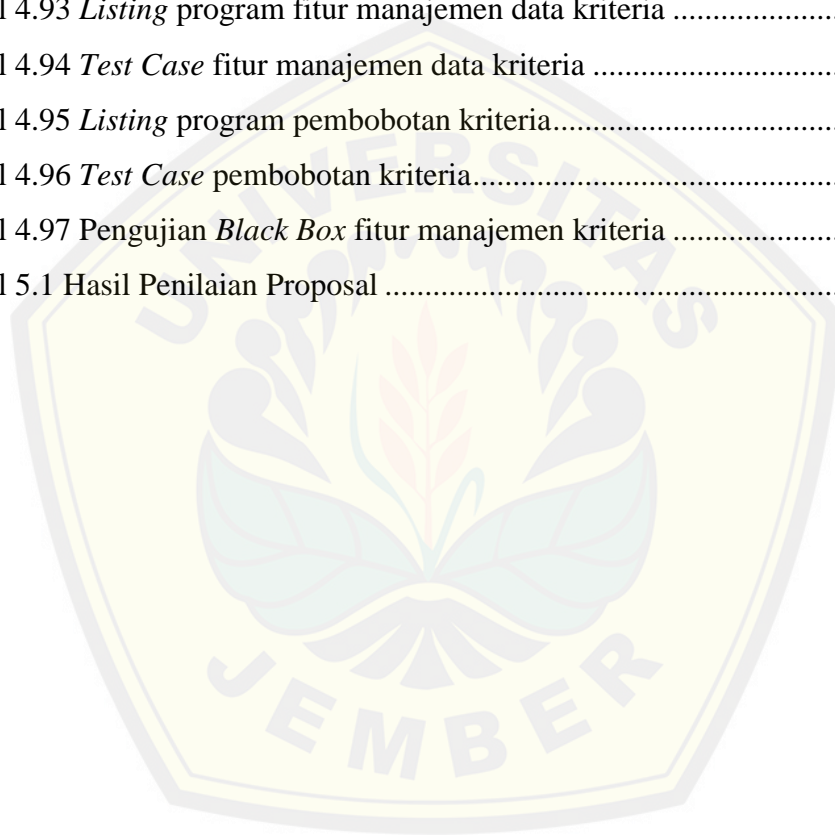 l 4.93 Listing program fitur manajemen data kriteria ........................
l 4.94 Test Case fitur manajemen data kriteria ....................................
l 4.95 Listing program pembobotan kriteria..........................................
l 4.96 Test Case pembobotan kriteria......................................................
l 4.97 Pengujian Black Box fitur manajemen kriteria ........................
l 5.1 Hasil Penilaian Proposal ...................................................................
UNIVERSITAS
JEMBER